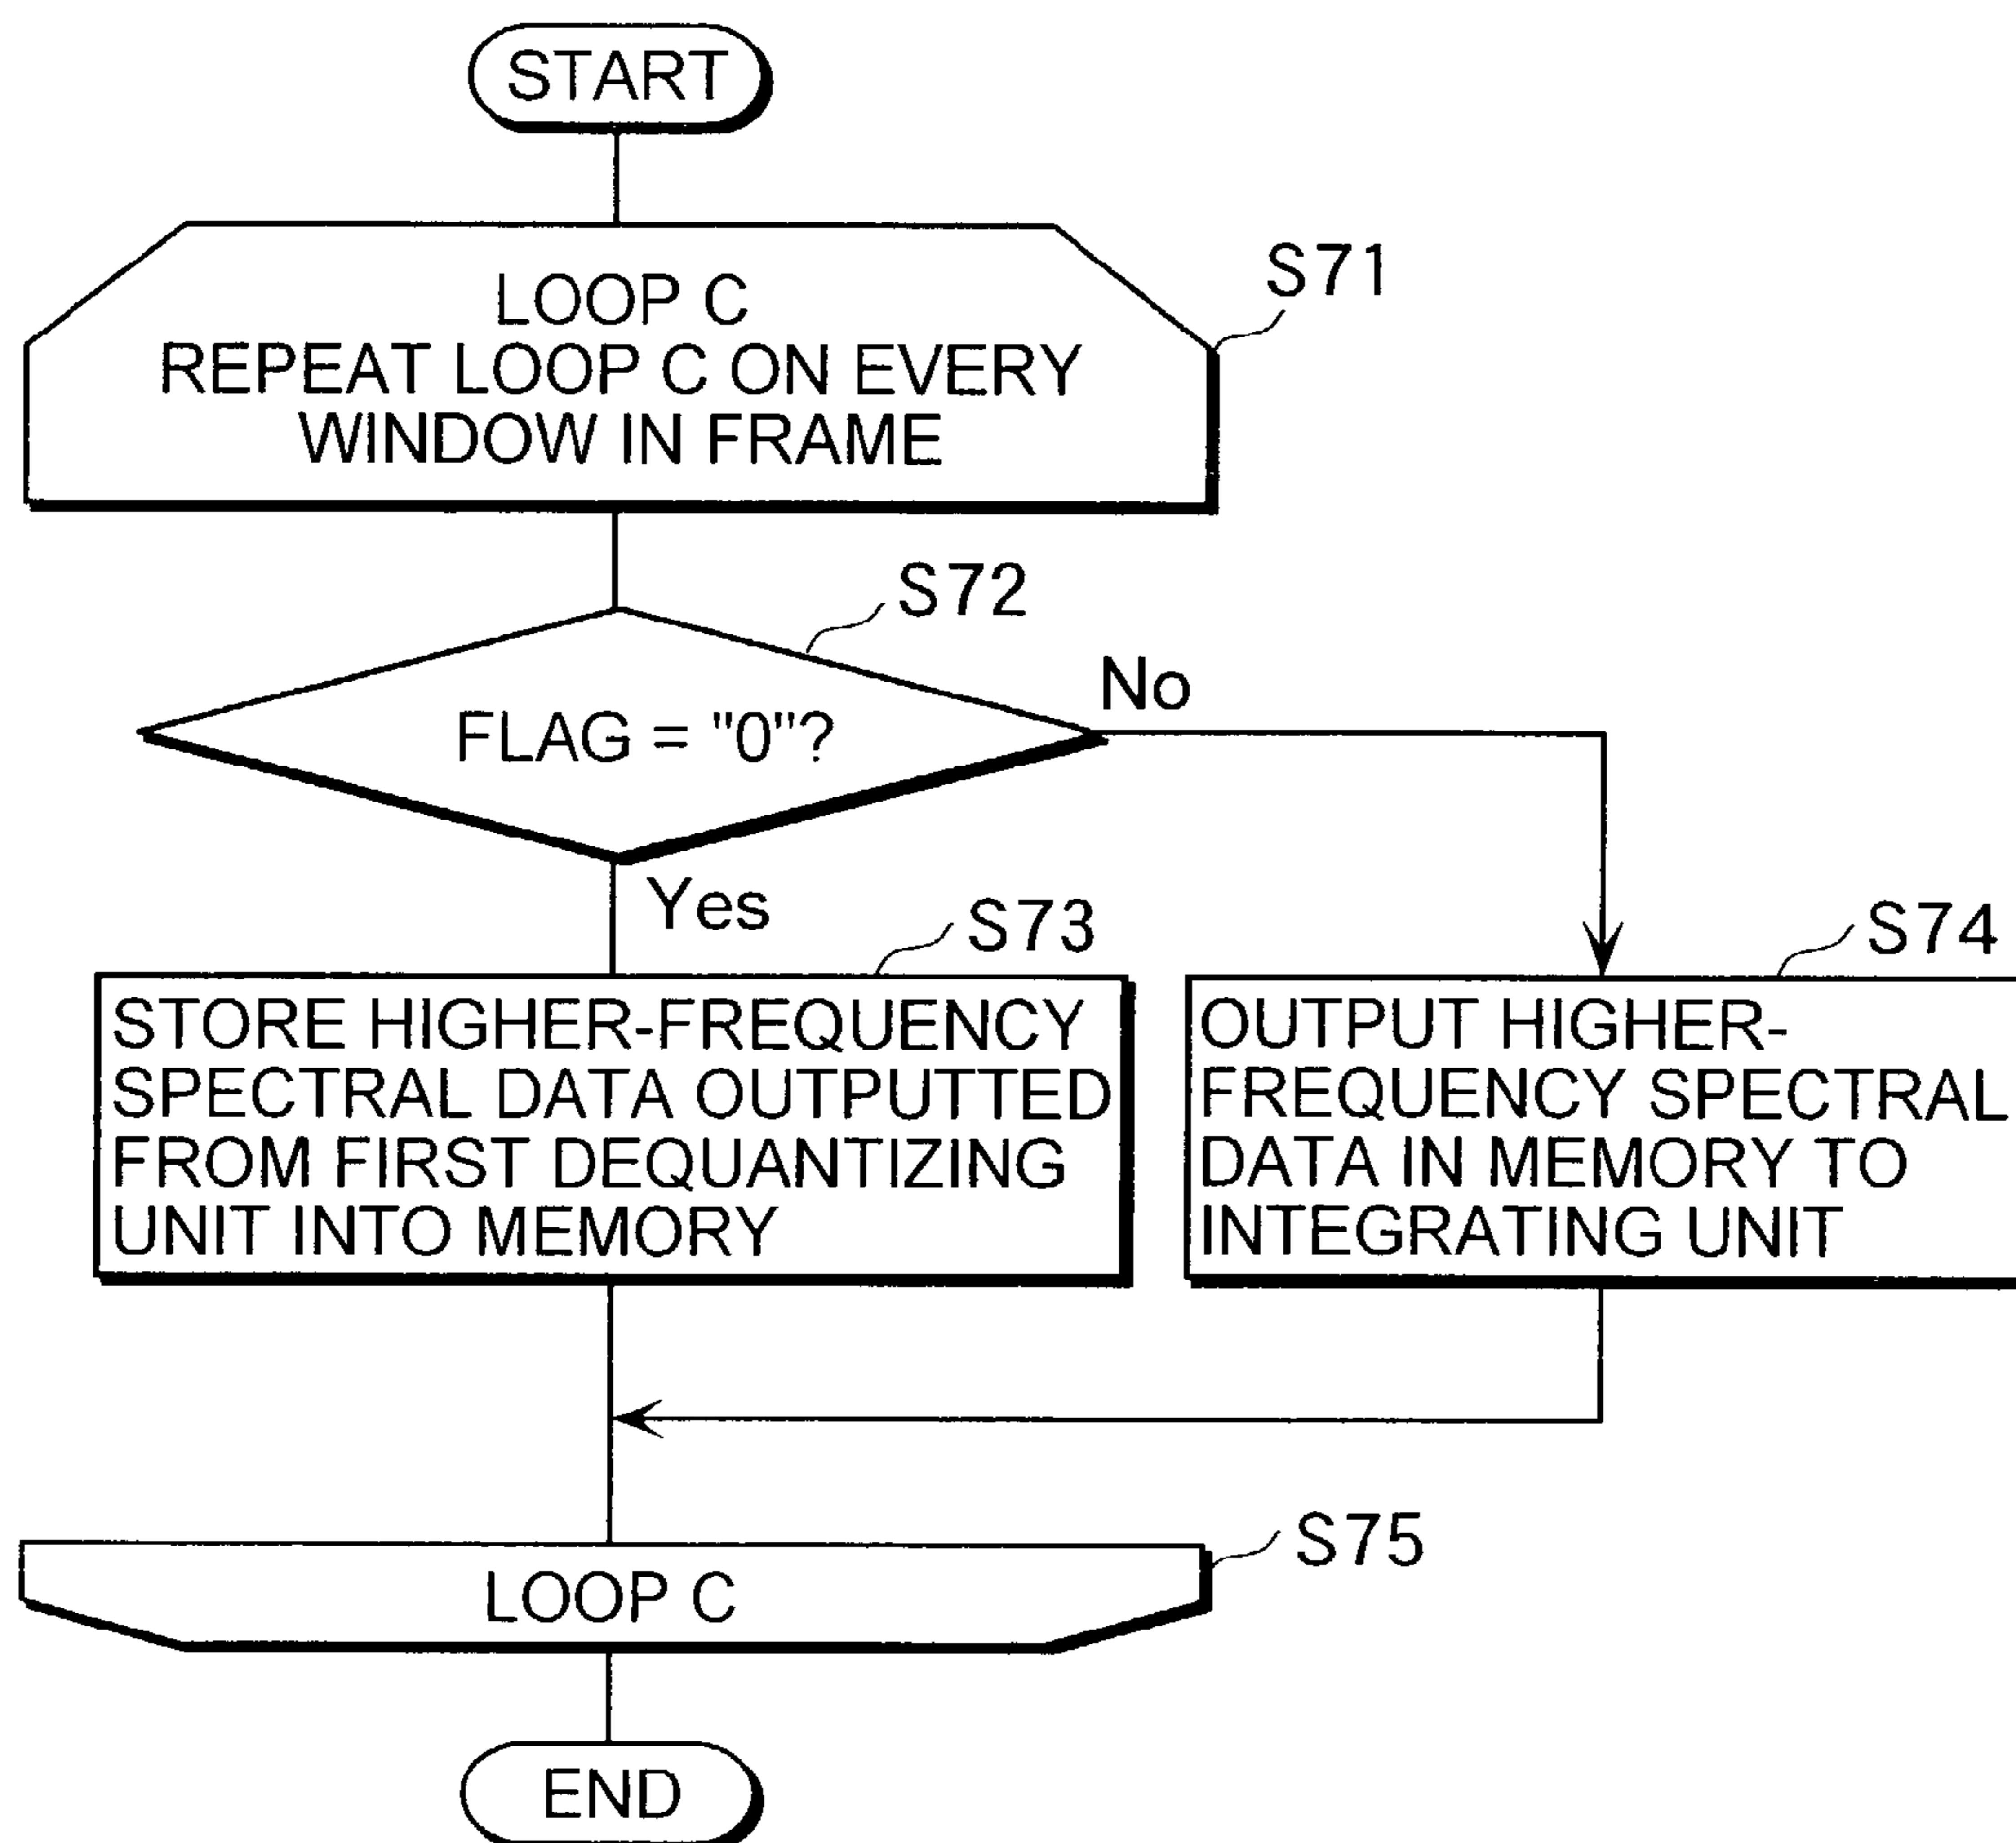 START
LOOP C
REPEAT LOOP C ON EVERY
WINDOW IN FRAME
S71
FLAG = "0"?
S72
No
Yes
STORE HIGHER-FREQUENCY
SPECTRAL DATA OUTPUTTED
FROM FIRST DEQUANTIZING
UNIT INTO MEMORY
S73
OUTPUT HIGHER-
FREQUENCY SPECTRAL
DATA IN MEMORY TO
INTEGRATING UNIT
S74
LOOP C
S75
END